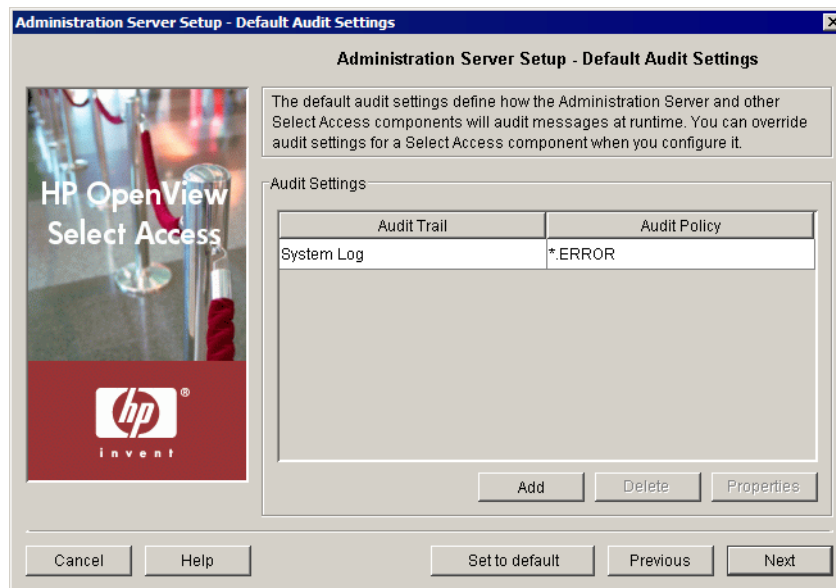 Administration Server Setup - Default Audit Settings
Administration Server Setup - Default Audit Settings
HP OpenView
Select Access
hp
®
invent
The default audit settings define how the Administration Server and other
Select Access components will audit messages at runtime. You can override
audit settings for a Select Access component when you configure it.
Audit Settings
Audit Trail Audit Policy
System Log *.ERROR
Add Delete Properties
Cancel Help Set to default Previous Next